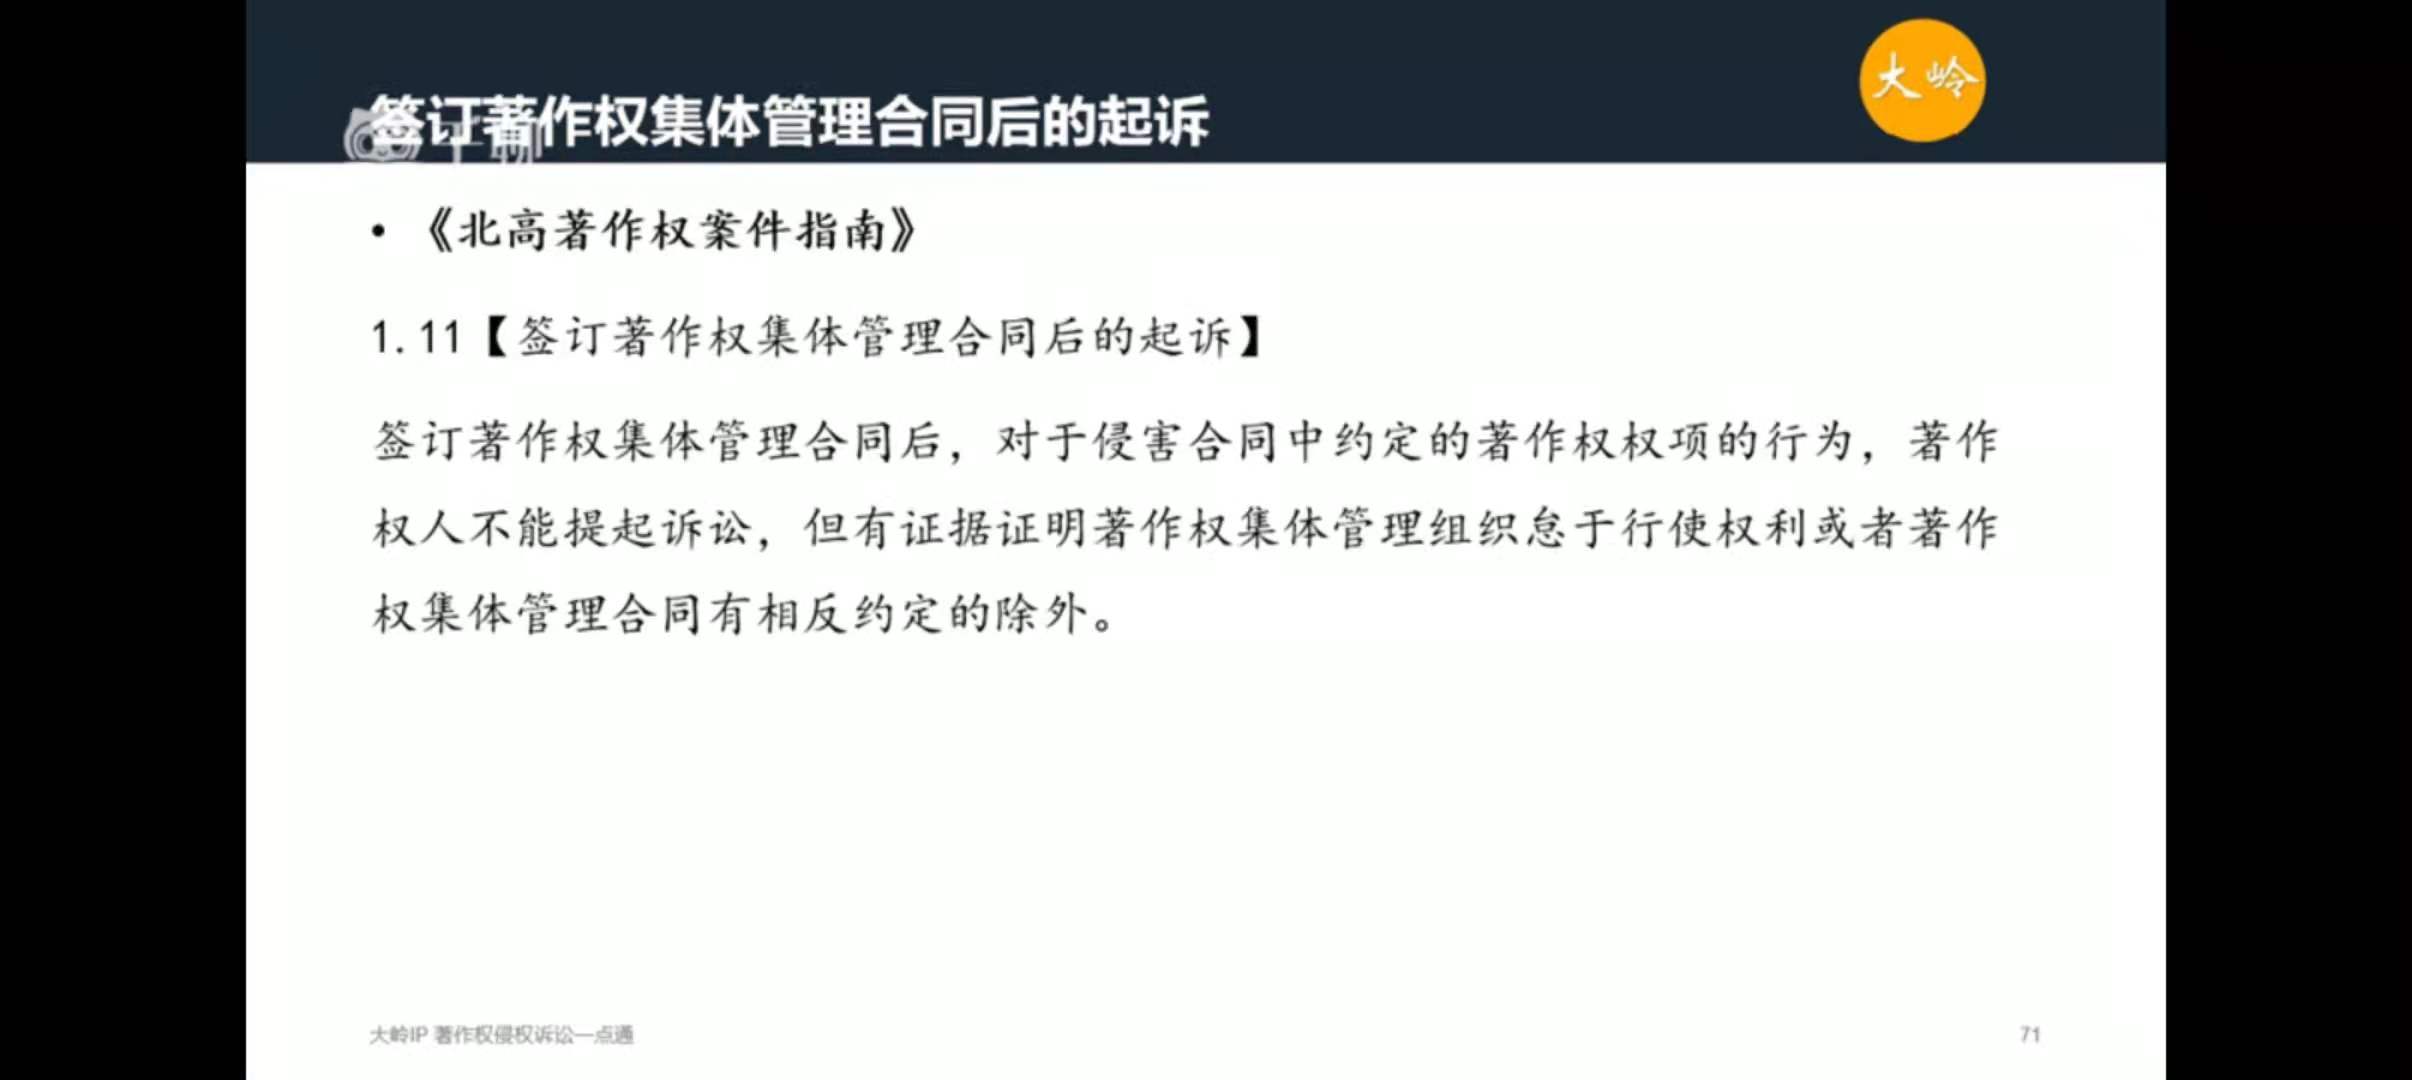 签订著作权集体管理合同后的起诉
大岭
• 《北高著作权案件指南》
1.11【签订著作权集体管理合同后的起诉】
签订著作权集体管理合同后，对于侵害合同中约定的著作权权项的行为，著作
权人不能提起诉讼，但有证据证明著作权集体管理组织怠于行使权利或者著作
权集体管理合同有相反约定的除外。
大岭IP 著作权侵权诉讼一点通
71